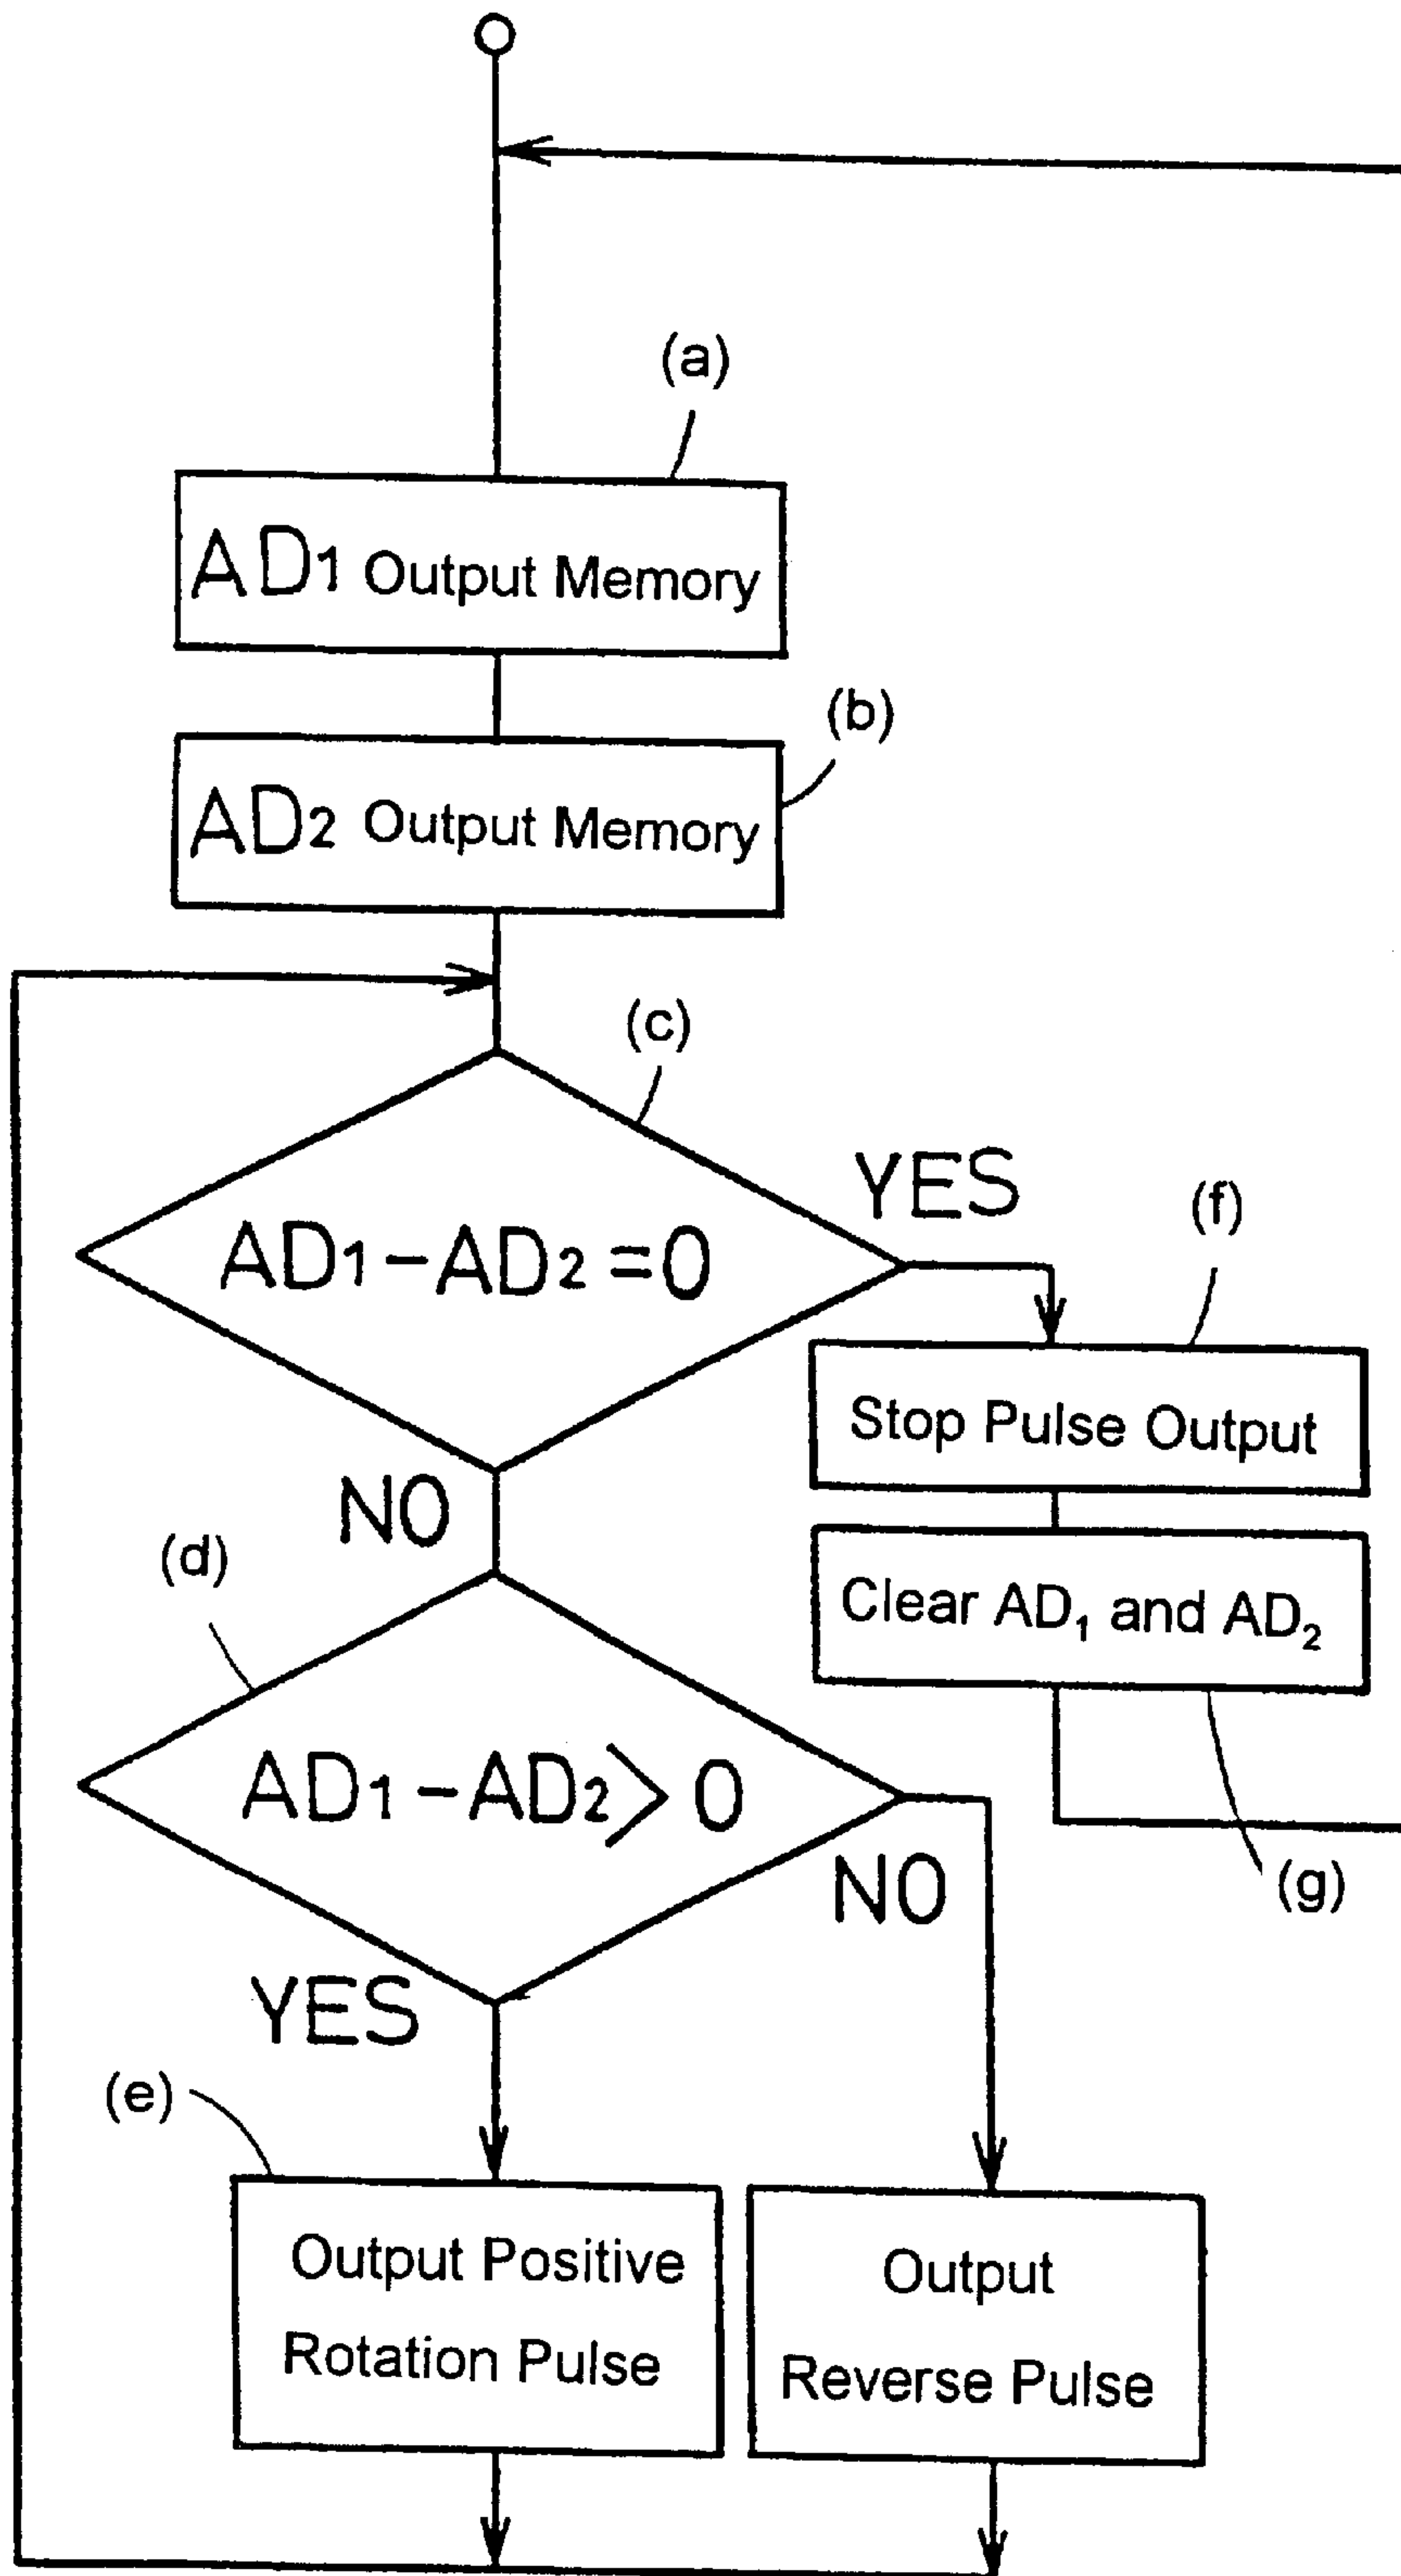 (a)
AD1 Output Memory
(b)
AD2 Output Memory
(c)
AD1-AD2=0
YES
(f)
Stop Pulse Output
NO
(d)
Clear AD₁ and AD₂
AD1-AD2>0
NO
(g)
YES
(e)
Output Positive
Rotation Pulse
Output
Reverse Pulse